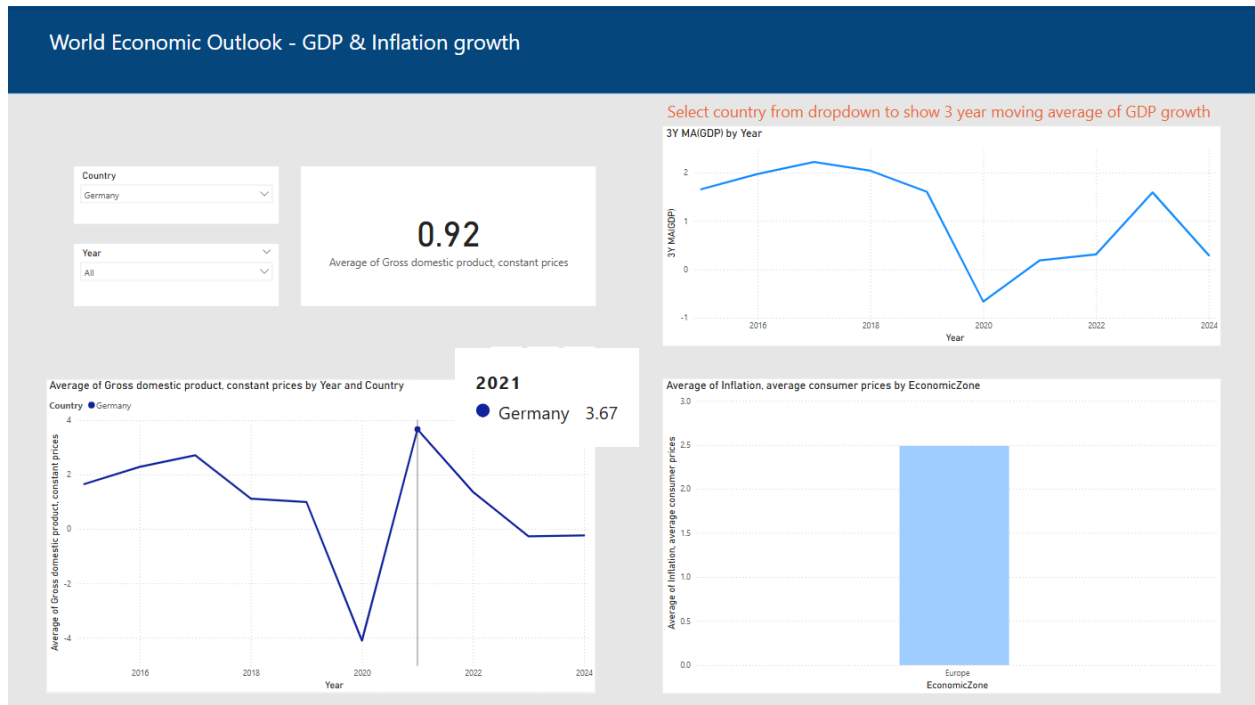 World Economic Outlook - GDP & Inflation growth
Select country from dropdown to show 3 year moving average of GDP growth
Country
Germany
Year
All
0.92
Average of Gross domestic product, constant prices
3Y MA(GDP) by Year
3Y MA(GDP)
2
1
0
-1
2016
2018
2020
2022
2024
Year
Average of Gross domestic product, constant prices by Year and Country
Country Germany
2021
Germany 3.67
Average of Gross domestic product, constant prices
4
2
0
-2
-4
2016
2018
2020
2022
2024
Year
Average of Inflation, average consumer prices by EconomicZone
Average of Inflation, average consumer prices
3.0
2.5
2.0
1.5
1.0
0.5
0.0
Europe
EconomicZone